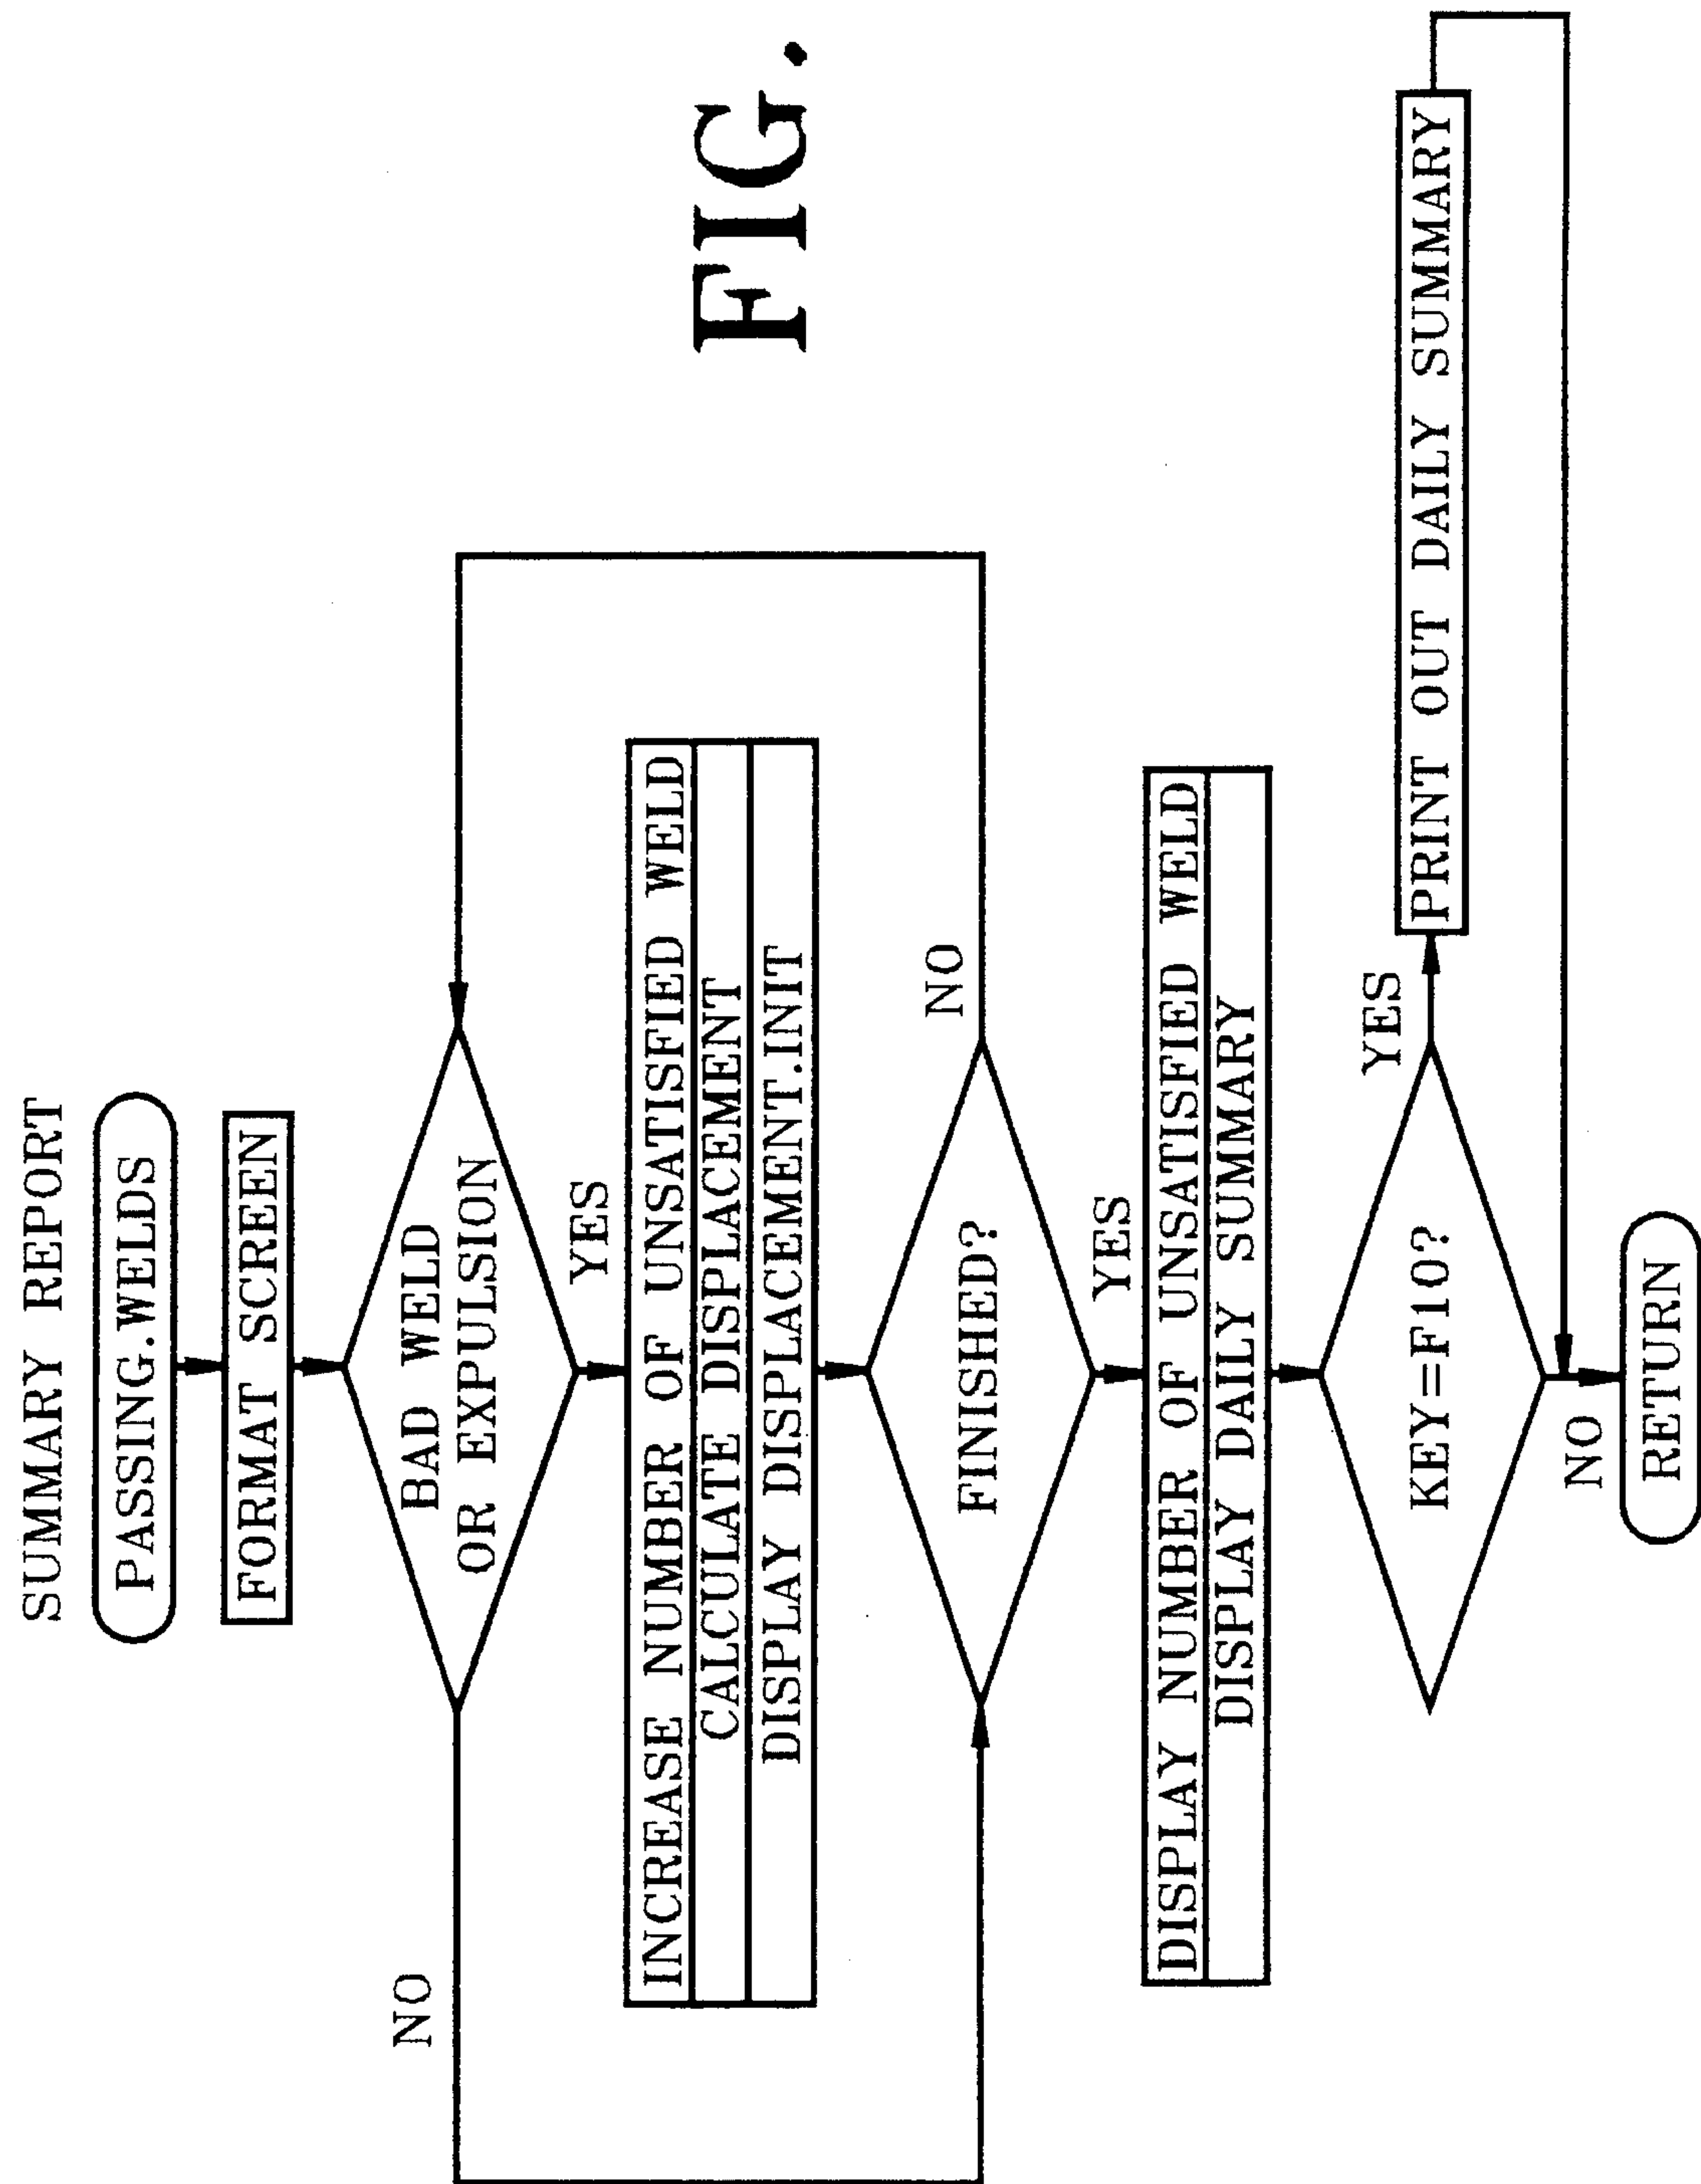 SUMMARY REPORT
PASSING.WELDS
FORMAT SCREEN
BAD WELD
OR EXPULSION
NO
YES
INCREASE NUMBER OF UNSATISFIED WELD
CALCULATE DISPLACEMENT
DISPLAY DISPLACEMENT.INIT
FINISHED?
NO
YES
DISPLAY NUMBER OF UNSATISFIED WELD
DISPLAY DAILY SUMMARY
KEY=F10?
YES
PRINT OUT DAILY SUMMARY
NO
RETURN
FIG.